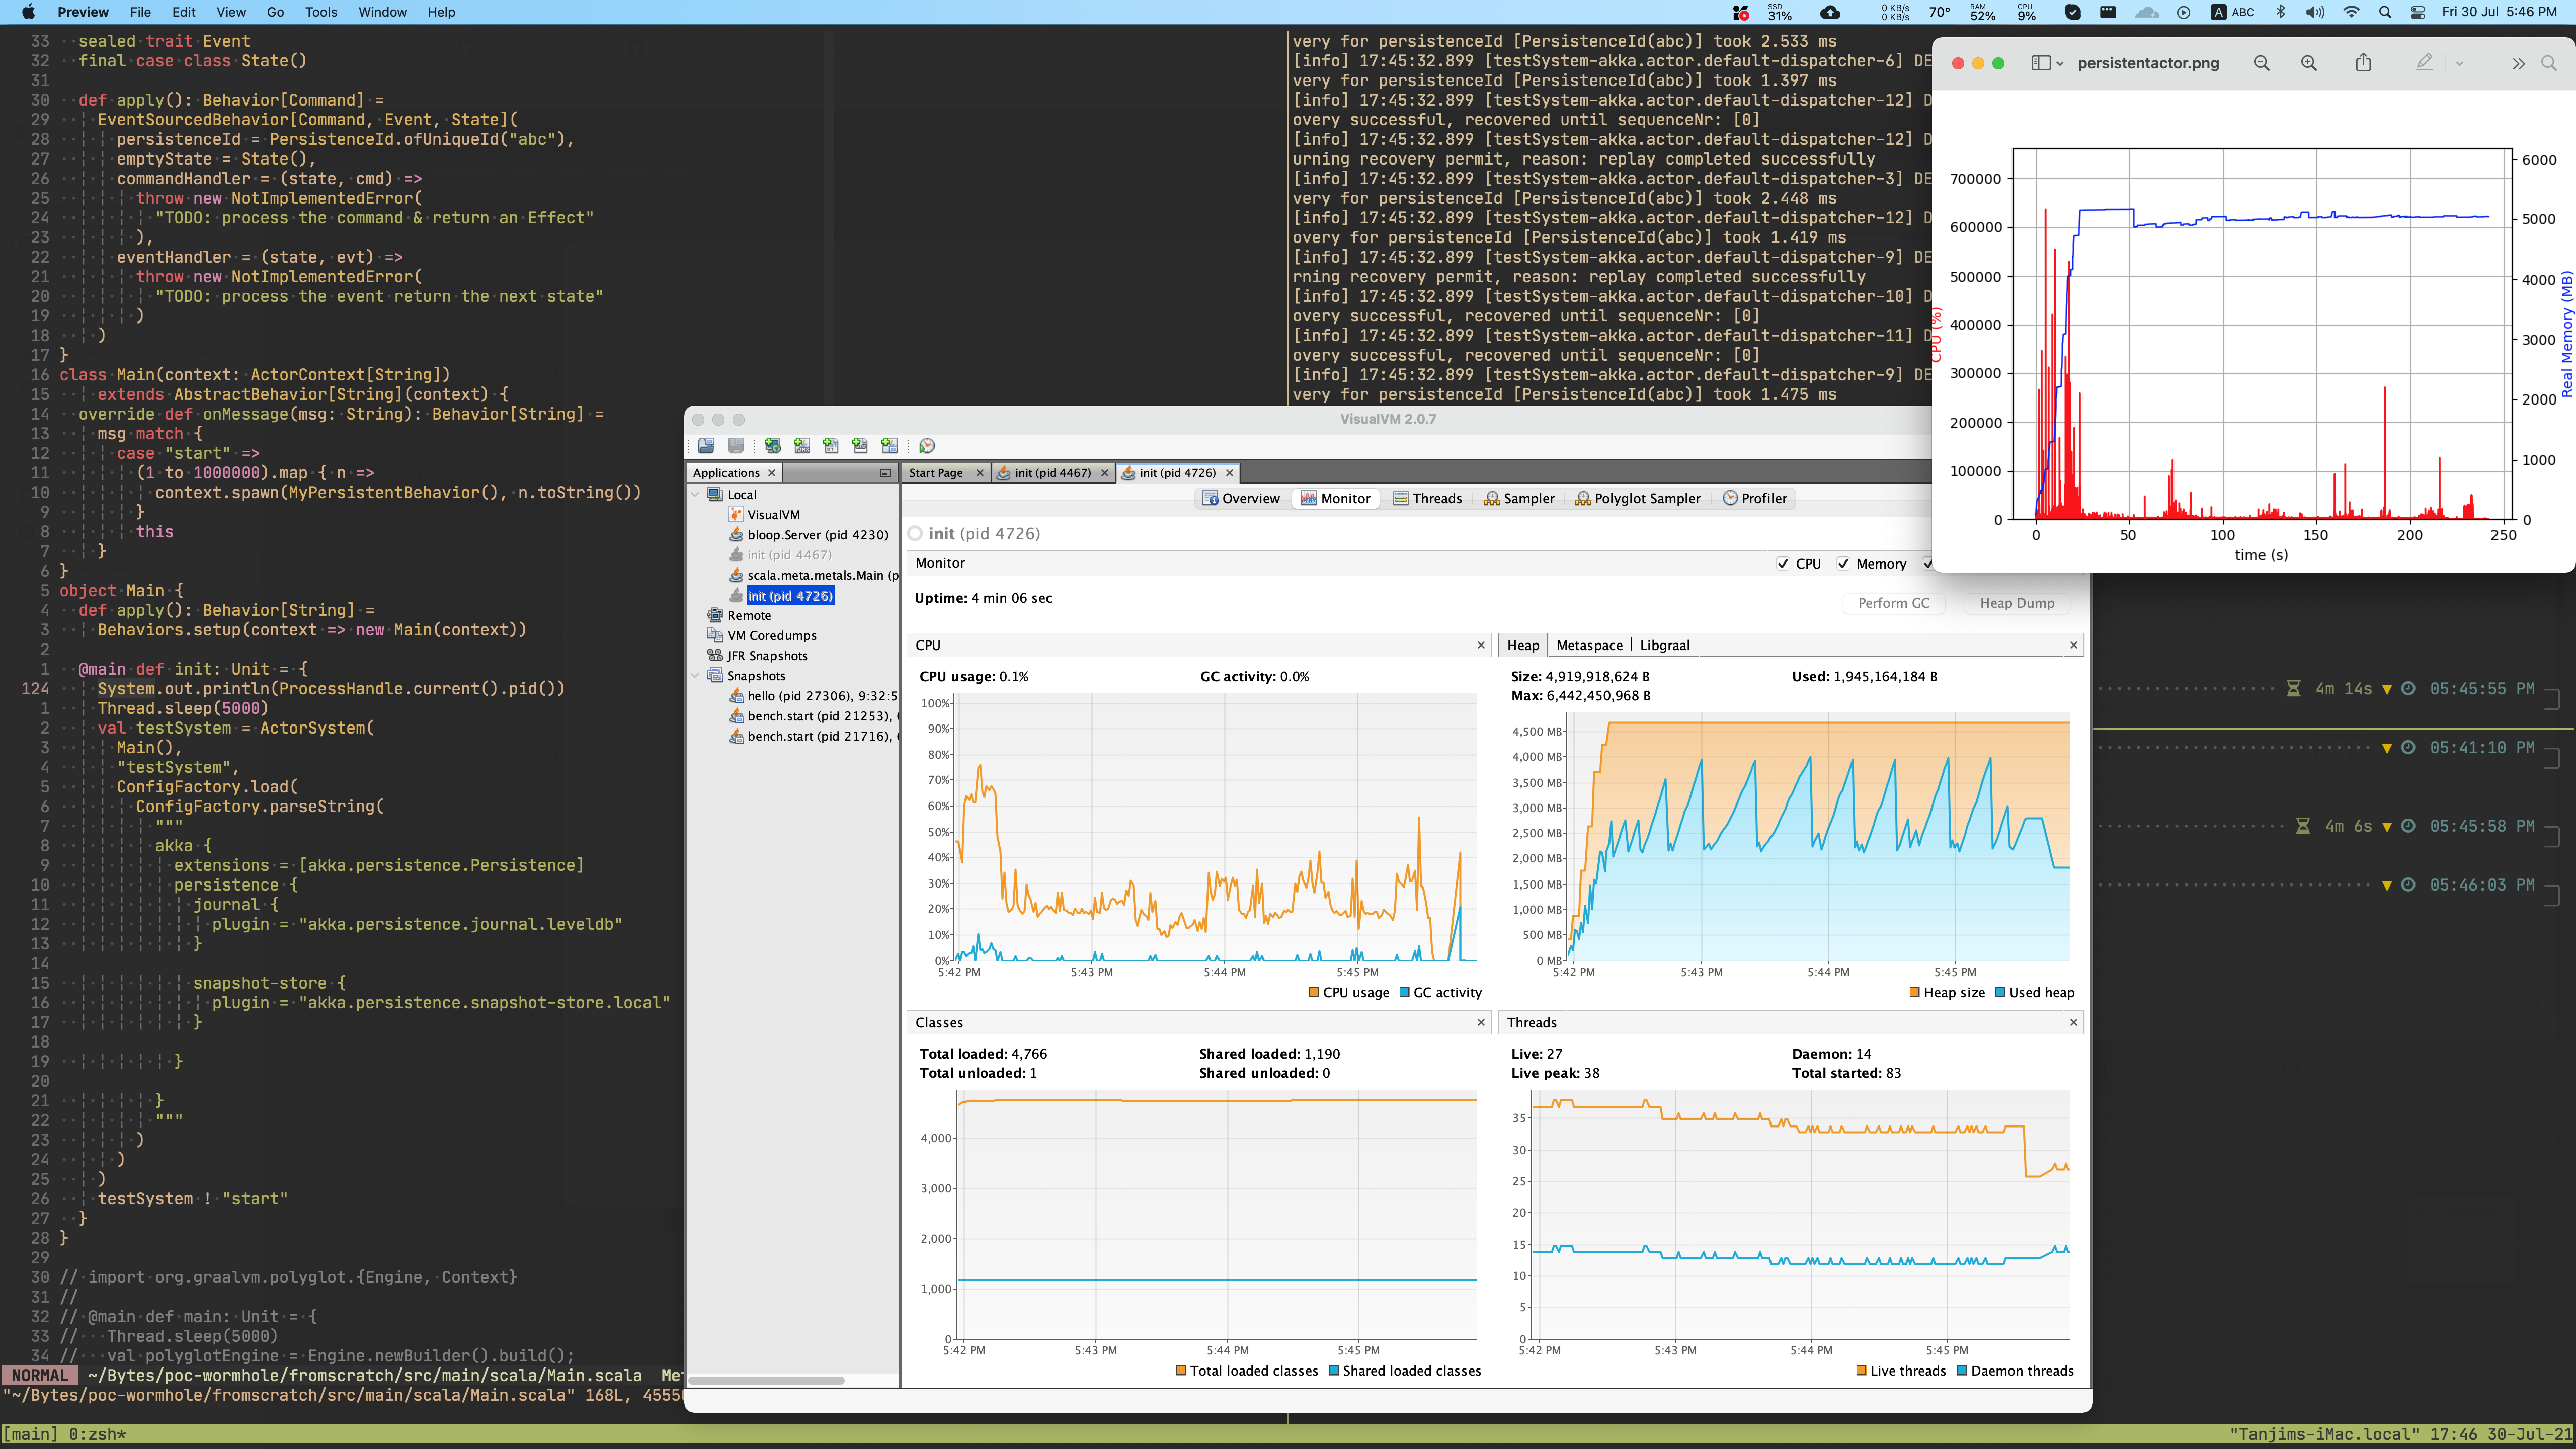 Preview File Edit View Go Tools Window Help
SSD 31% 0 KB/s 0 KB/s 70° RAM 52% CPU 9% A ABC Fri 30 Jul 5:46 PM
33 sealed trait Event
32 final case class State()
31
30 def apply(): Behavior[Command] =
29 EventSourcedBehavior[Command, Event, State](
28 persistenceId = PersistenceId.ofUniqueId("abc"),
27 emptyState = State(),
26 commandHandler = (state, cmd) =>
25 throw new NotImplementedError(
24 "TODO: process the command & return an Effect"
23 ),
22 eventHandler = (state, evt) =>
21 throw new NotImplementedError(
20 "TODO: process the event return the next state"
19 )
18 )
17 }
16 class Main(context: ActorContext[String])
15 extends AbstractBehavior[String](context) {
14 override def onMessage(msg: String): Behavior[String] =
13 msg match {
12 case "start" =>
11 (1 to 1000000).map { n =>
10 context.spawn(MyPersistentBehavior(), n.toString())
9 }
8 this
7 }
6 }
5 object Main {
4 def apply(): Behavior[String] =
3 Behaviors.setup(context => new Main(context))
2
1 @main def init: Unit = {
124 System.out.println(ProcessHandle.current().pid())
1 Thread.sleep(5000)
2 val testSystem = ActorSystem(
3 Main(),
4 "testSystem",
5 ConfigFactory.load(
6 ConfigFactory.parseString(
7 """
8 akka {
9 extensions = [akka.persistence.Persistence]
10 persistence {
11 journal {
12 plugin = "akka.persistence.journal.leveldb"
13 }
14
15 snapshot-store {
16 plugin = "akka.persistence.snapshot-store.local"
17 }
18
19 }
20
21 }
22 """
23 )
24 )
25 )
26 testSystem ! "start"
27 }
28 }
29
30 // import org.graalvm.polyglot.{Engine, Context}
31 //
32 // @main def main: Unit = {
33 // Thread.sleep(5000)
34 // val polyglotEngine = Engine.newBuilder().build();
NORMAL ~/Bytes/poc-wormhole/fromscratch/src/main/scala/Main.scala Met
"~/Bytes/poc-wormhole/fromscratch/src/main/scala/Main.scala" 168L, 4555C
[main] 0:zsh*
"Tanjims-iMac.local" 17:46 30-Jul-21
very for persistenceId [PersistenceId(abc)] took 2.533 ms
[info] 17:45:32.899 [testSystem-akka.actor.default-dispatcher-6] DE
very for persistenceId [PersistenceId(abc)] took 1.397 ms
[info] 17:45:32.899 [testSystem-akka.actor.default-dispatcher-12] D
overy successful, recovered until sequenceNr: [0]
[info] 17:45:32.899 [testSystem-akka.actor.default-dispatcher-12] D
urning recovery permit, reason: replay completed successfully
[info] 17:45:32.899 [testSystem-akka.actor.default-dispatcher-3] DE
very for persistenceId [PersistenceId(abc)] took 2.448 ms
[info] 17:45:32.899 [testSystem-akka.actor.default-dispatcher-12] D
overy for persistenceId [PersistenceId(abc)] took 1.419 ms
[info] 17:45:32.899 [testSystem-akka.actor.default-dispatcher-9] DE
rning recovery permit, reason: replay completed successfully
[info] 17:45:32.899 [testSystem-akka.actor.default-dispatcher-10] D
overy successful, recovered until sequenceNr: [0]
[info] 17:45:32.899 [testSystem-akka.actor.default-dispatcher-11] D
overy successful, recovered until sequenceNr: [0]
[info] 17:45:32.899 [testSystem-akka.actor.default-dispatcher-9] DE
very for persistenceId [PersistenceId(abc)] took 1.475 ms
persistentactor.png
700000
600000
500000
400000
300000
200000
100000
0
CPU (%)
6000
5000
4000
3000
2000
1000
0
Real Memory (MB)
0 50 100 150 200 250
time (s)
VisualVM 2.0.7
Applications
Local
VisualVM
bloop.Server (pid 4230)
init (pid 4467)
scala.meta.metals.Main (p
init (pid 4726)
Remote
VM Coredumps
JFR Snapshots
Snapshots
hello (pid 27306), 9:32:5
bench.start (pid 21253),
bench.start (pid 21716),
Start Page init (pid 4467) init (pid 4726)
Overview Monitor Threads Sampler Polyglot Sampler Profiler
init (pid 4726)
Monitor CPU Memory
Uptime: 4 min 06 sec
Perform GC Heap Dump
CPU
CPU usage: 0.1% GC activity: 0.0%
100%
90%
80%
70%
60%
50%
40%
30%
20%
10%
0%
5:42 PM 5:43 PM 5:44 PM 5:45 PM
CPU usage GC activity
Heap Metaspace Libgraal
Size: 4,919,918,624 B Used: 1,945,164,184 B
Max: 6,442,450,968 B
4,500 MB
4,000 MB
3,500 MB
3,000 MB
2,500 MB
2,000 MB
1,500 MB
1,000 MB
500 MB
0 MB
5:42 PM 5:43 PM 5:44 PM 5:45 PM
Heap size Used heap
Classes
Total loaded: 4,766 Shared loaded: 1,190
Total unloaded: 1 Shared unloaded: 0
4,000
3,000
2,000
1,000
0
5:42 PM 5:43 PM 5:44 PM 5:45 PM
Total loaded classes Shared loaded classes
Threads
Live: 27 Daemon: 14
Live peak: 38 Total started: 83
35
30
25
20
15
10
5
0
5:42 PM 5:43 PM 5:44 PM 5:45 PM
Live threads Daemon threads
4m 14s 05:45:55 PM
05:41:10 PM
4m 6s 05:45:58 PM
05:46:03 PM